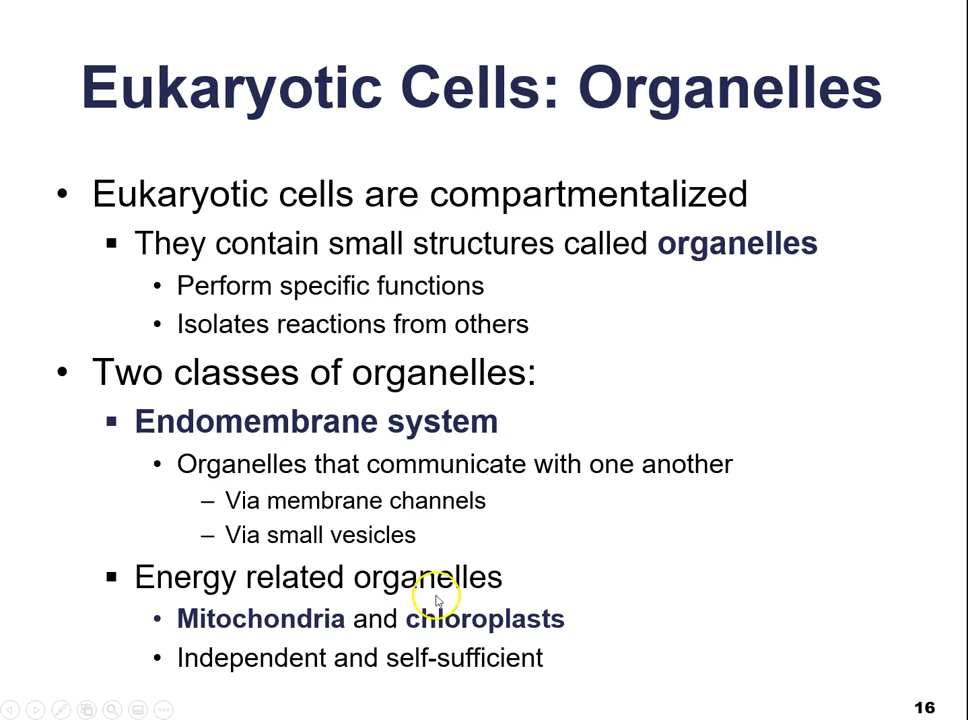 Eukaryotic Cells: Organelles
• Eukaryotic cells are compartmentalized
▪ They contain small structures called organelles
• Perform specific functions
• Isolates reactions from others
• Two classes of organelles:
▪ Endomembrane system
• Organelles that communicate with one another
– Via membrane channels
– Via small vesicles
▪ Energy related organelles
• Mitochondria and chloroplasts
• Independent and self-sufficient
16